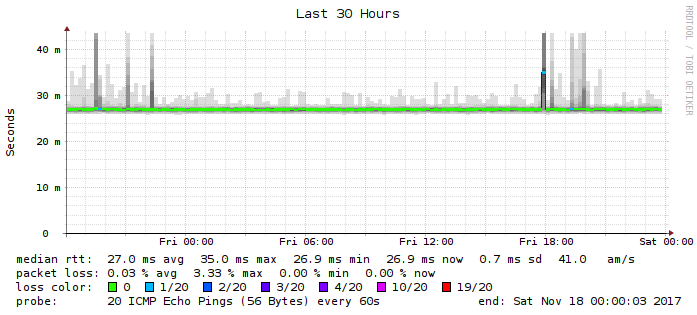 Last 30 Hours
RRDTOOL / TOBI OETIKER
Seconds
40 m
30 m
20 m
10 m
0
Fri 00:00 Fri 06:00 Fri 12:00 Fri 18:00 Sat 00:00
median rtt: 27.0 ms avg 35.0 ms max 26.9 ms min 26.9 ms now 0.7 ms sd 41.0 am/s
packet loss: 0.03 % avg 3.33 % max 0.00 % min 0.00 % now
loss color: 0 1/20 2/20 3/20 4/20 10/20 19/20
probe: 20 ICMP Echo Pings (56 Bytes) every 60s end: Sat Nov 18 00:00:03 2017